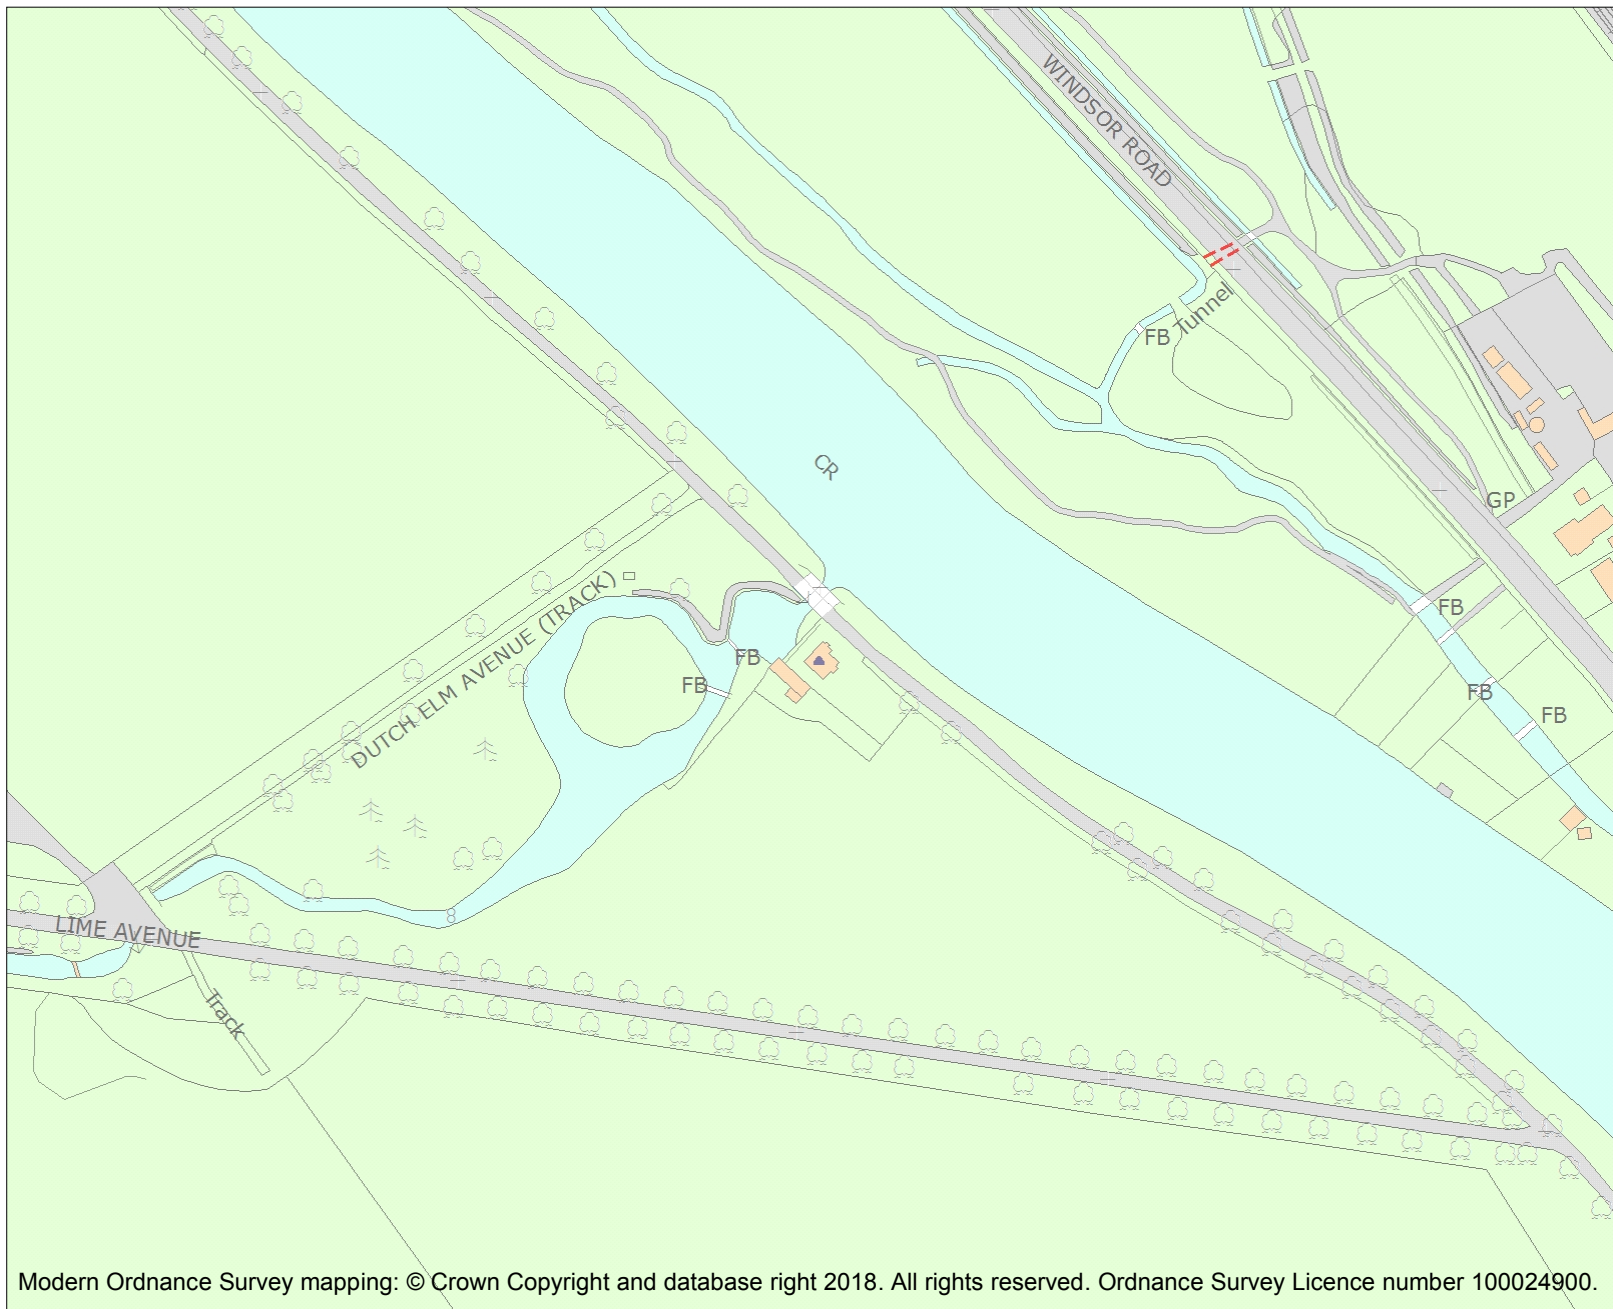 WINDSOR ROAD
Tunnel
FB
CR
GP
FB
DUTCH ELM AVENUE (TRACK)
FB
FB
FB
FB
8
LIME AVENUE
Track
Modern Ordnance Survey mapping: © Crown Copyright and database right 2018. All rights reserved. Ordnance Survey Licence number 100024900.